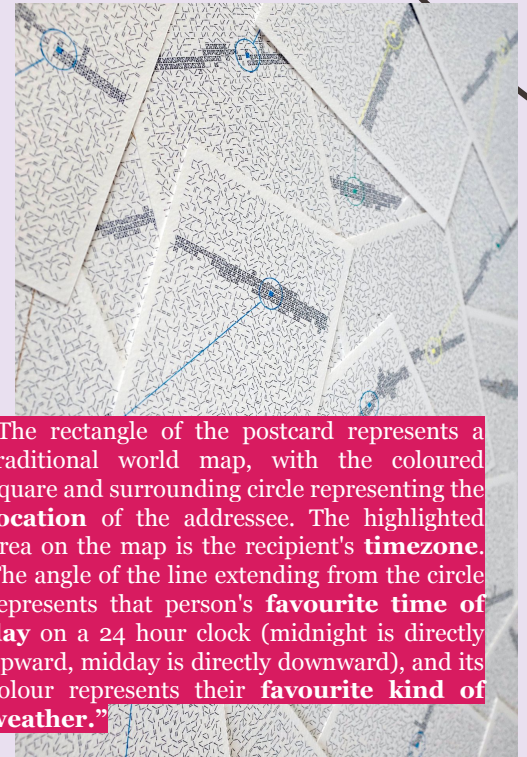 The rectangle of the postcard represents a
raditional world map, with the coloured
quare and surrounding circle representing the
ocation of the addressee. The highlighted
rea on the map is the recipient's timezone.
The angle of the line extending from the circle
epresents that person's favourite time of
day on a 24 hour clock (midnight is directly
pward, midday is directly downward), and its
olour represents their favourite kind of
weather.”